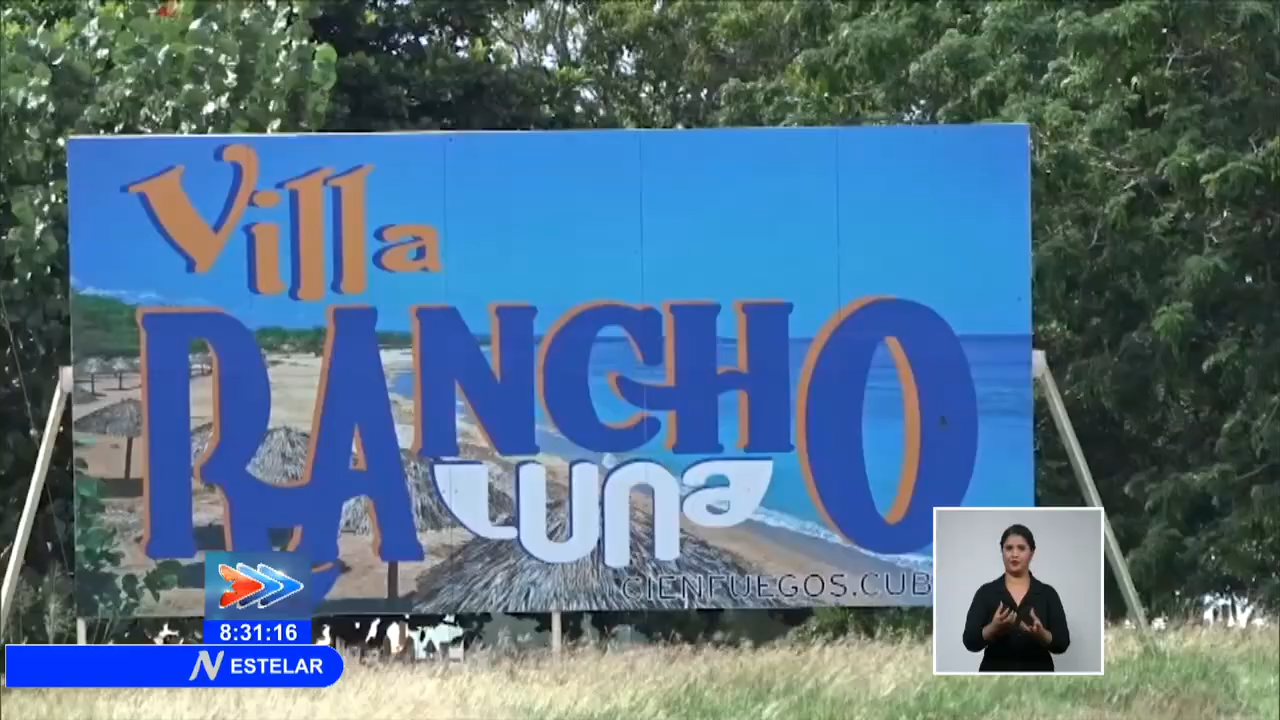 Villa
RANCHO
Luna
CIENFUEGOS.CUB
8:31:16
N ESTELAR